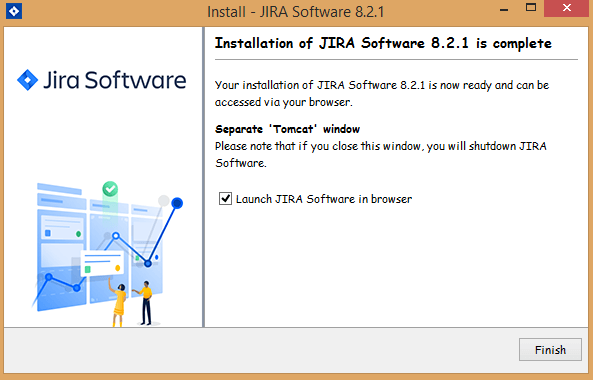 Install - JIRA Software 8.2.1
Jira Software
Installation of JIRA Software 8.2.1 is complete
Your installation of JIRA Software 8.2.1 is now ready and can be
accessed via your browser.
Separate 'Tomcat' window
Please note that if you close this window, you will shutdown JIRA
Software.
Launch JIRA Software in browser
Finish